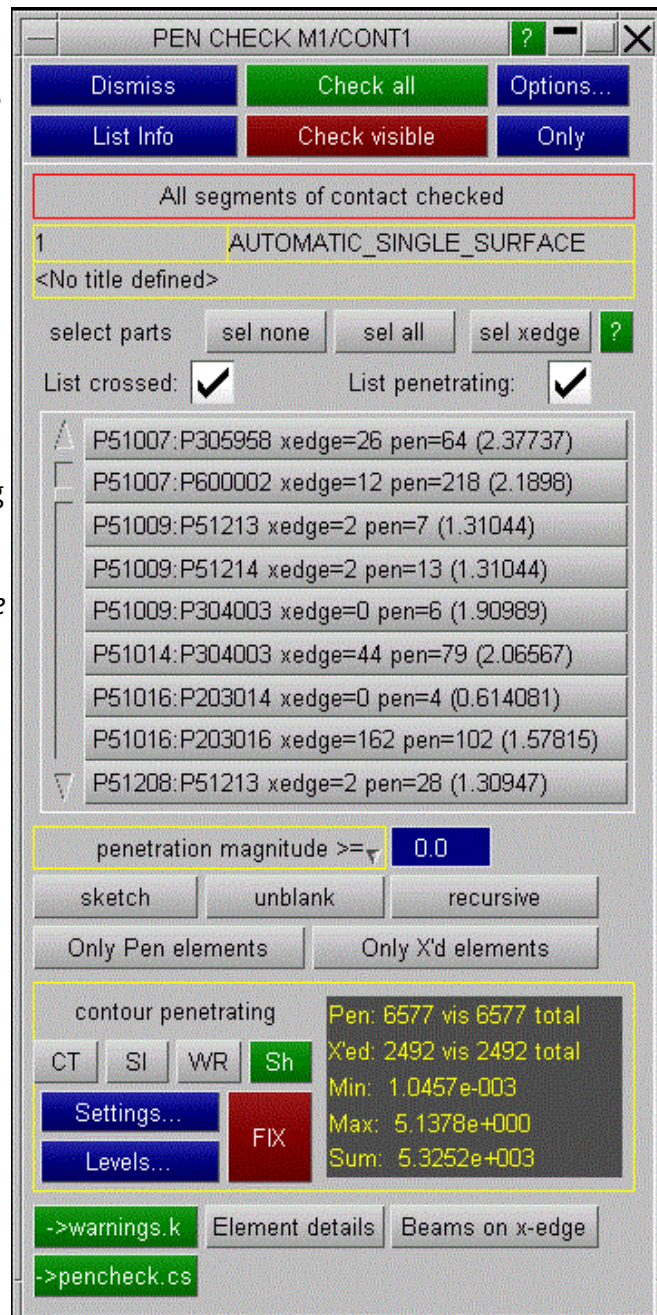 PEN CHECK M1/CONT1 ?
Dismiss Check all Options...
List Info Check visible Only
All segments of contact checked
1 AUTOMATIC_SINGLE_SURFACE
<No title defined>
select parts sel none sel all sel xedge ?
List crossed: List penetrating:
P51007:P305958 xedge=26 pen=64 (2.37737)
P51007:P600002 xedge=12 pen=218 (2.1898)
P51009:P51213 xedge=2 pen=7 (1.31044)
P51009:P51214 xedge=2 pen=13 (1.31044)
P51009:P304003 xedge=0 pen=6 (1.90989)
P51014:P304003 xedge=44 pen=79 (2.06567)
P51016:P203014 xedge=0 pen=4 (0.614081)
P51016:P203016 xedge=162 pen=102 (1.57815)
P51208:P51213 xedge=2 pen=28 (1.30947)
penetration magnitude >= 0.0
sketch unblank recursive
Only Pen elements Only X'd elements
contour penetrating
CT SI WR Sh
Settings...
Levels...
FIX
Pen: 6577 vis 6577 total
X'ed: 2492 vis 2492 total
Min: 1.0457e-003
Max: 5.1378e+000
Sum: 5.3252e+003
->warnings.k Element details Beams on x-edge
->pencheck.cs